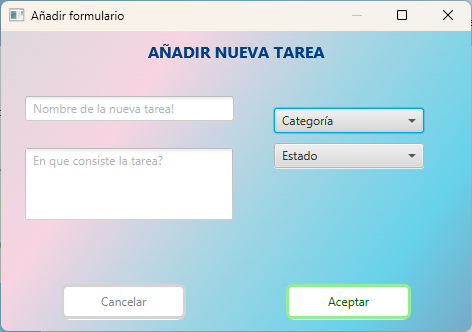 Añadir formulario
AÑADIR NUEVA TAREA
Nombre de la nueva tarea!
Categoría
En que consiste la tarea?
Estado
Cancelar
Aceptar